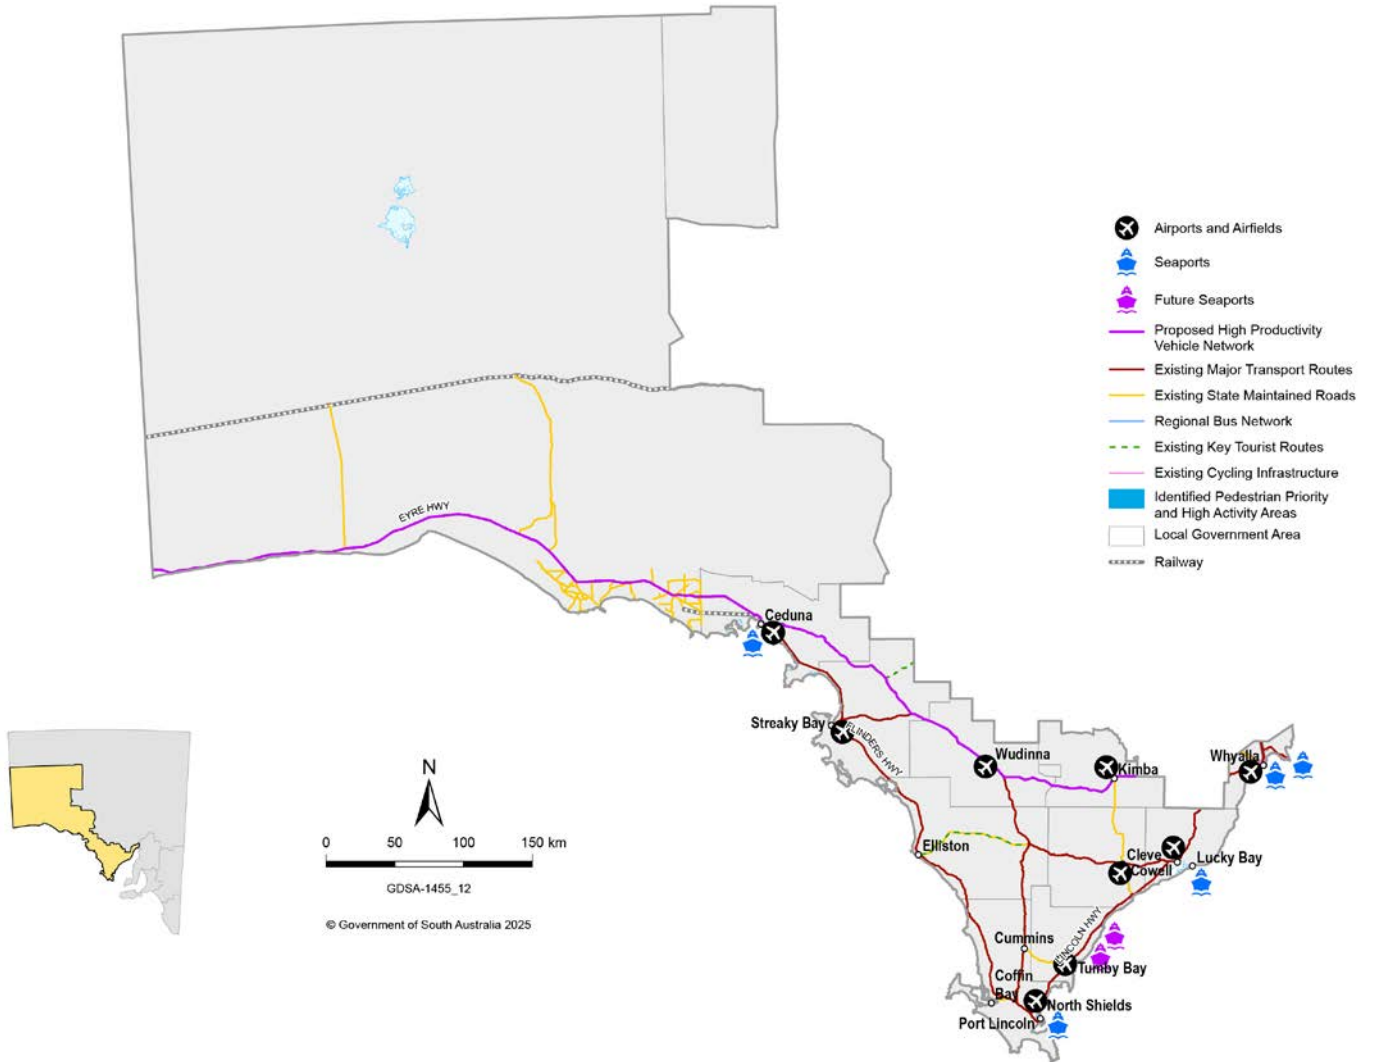 Airports and Airfields
Seaports
Future Seaports
Proposed High Productivity
Vehicle Network
Existing Major Transport Routes
Existing State Maintained Roads
Regional Bus Network
Existing Key Tourist Routes
Existing Cycling Infrastructure
Identified Pedestrian Priority
and High Activity Areas
Local Government Area
Railway
EYRE HWY
Ceduna
Streaky Bay
FLINDERS HWY
Wudinna
Kimba
Whyalla
Elliston
Cleve
Lucky Bay
Cowell
LINCOLN HWY
Cummins
Tumby Bay
Coffin
Bay
North Shields
Port Lincoln
N
0 50 100 150 km
GDSA-1455_12
© Government of South Australia 2025